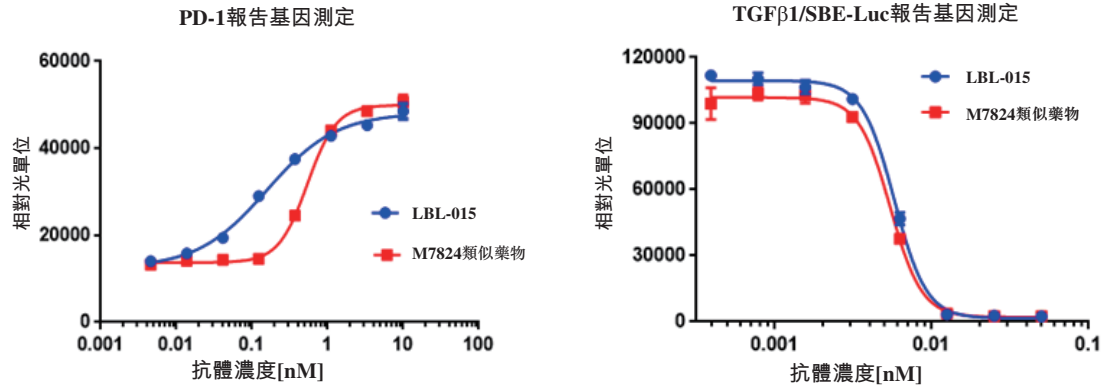 PD-1報告基因測定
60000
40000
20000
0
相對光單位
LBL-015
M7824類似藥物
0.001
0.01
0.1
1
10
100
抗體濃度[nM]
TGFβ1/SBE-Luc報告基因測定
120000
90000
60000
30000
0
相對光單位
LBL-015
M7824類似藥物
0.001
0.01
0.1
抗體濃度[nM]